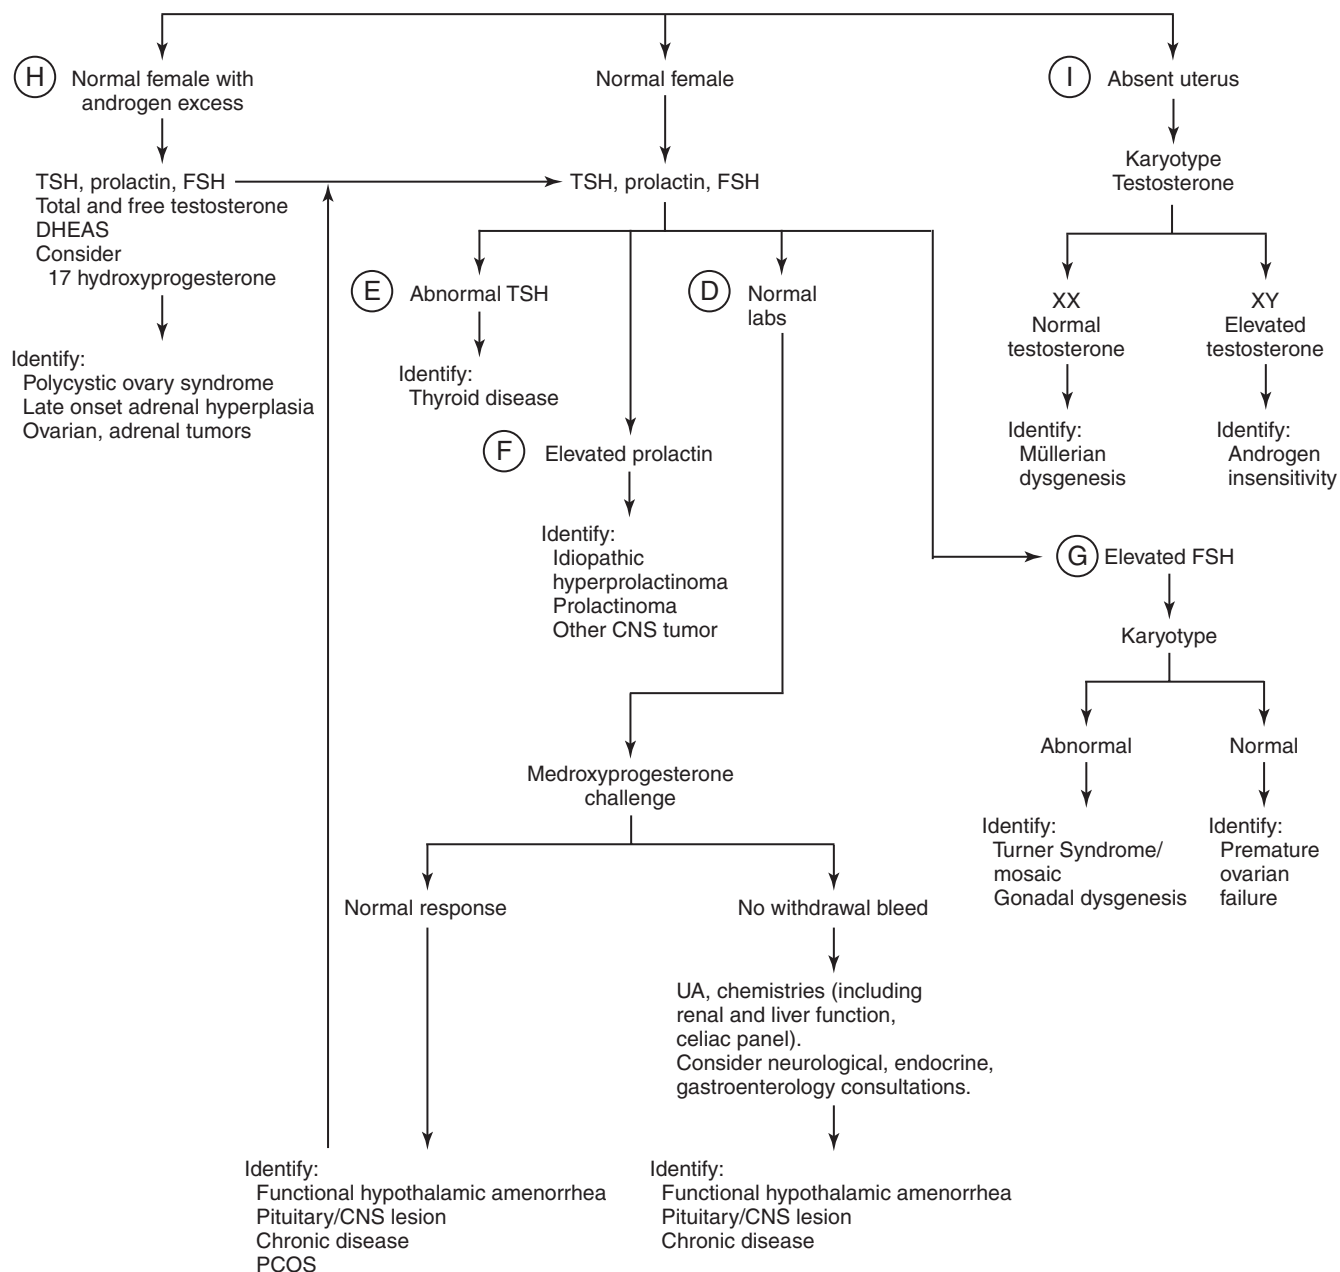 H
Normal female with
androgen excess
TSH, prolactin, FSH
Total and free testosterone
DHEAS
Consider
17 hydroxyprogesterone
Identify:
Polycystic ovary syndrome
Late onset adrenal hyperplasia
Ovarian, adrenal tumors
Normal female
TSH, prolactin, FSH
E
Abnormal TSH
Identify:
Thyroid disease
F
Elevated prolactin
Identify:
Idiopathic
hyperprolactinoma
Prolactinoma
Other CNS tumor
D
Normal
labs
Medroxyprogesterone
challenge
Normal response
Identify:
Functional hypothalamic amenorrhea
Pituitary/CNS lesion
Chronic disease
PCOS
No withdrawal bleed
UA, chemistries (including
renal and liver function,
celiac panel).
Consider neurological, endocrine,
gastroenterology consultations.
Identify:
Functional hypothalamic amenorrhea
Pituitary/CNS lesion
Chronic disease
I
Absent uterus
Karyotype
Testosterone
XX
Normal
testosterone
Identify:
Müllerian
dysgenesis
XY
Elevated
testosterone
Identify:
Androgen
insensitivity
G
Elevated FSH
Karyotype
Abnormal
Identify:
Turner Syndrome/
mosaic
Gonadal dysgenesis
Normal
Identify:
Premature
ovarian
failure